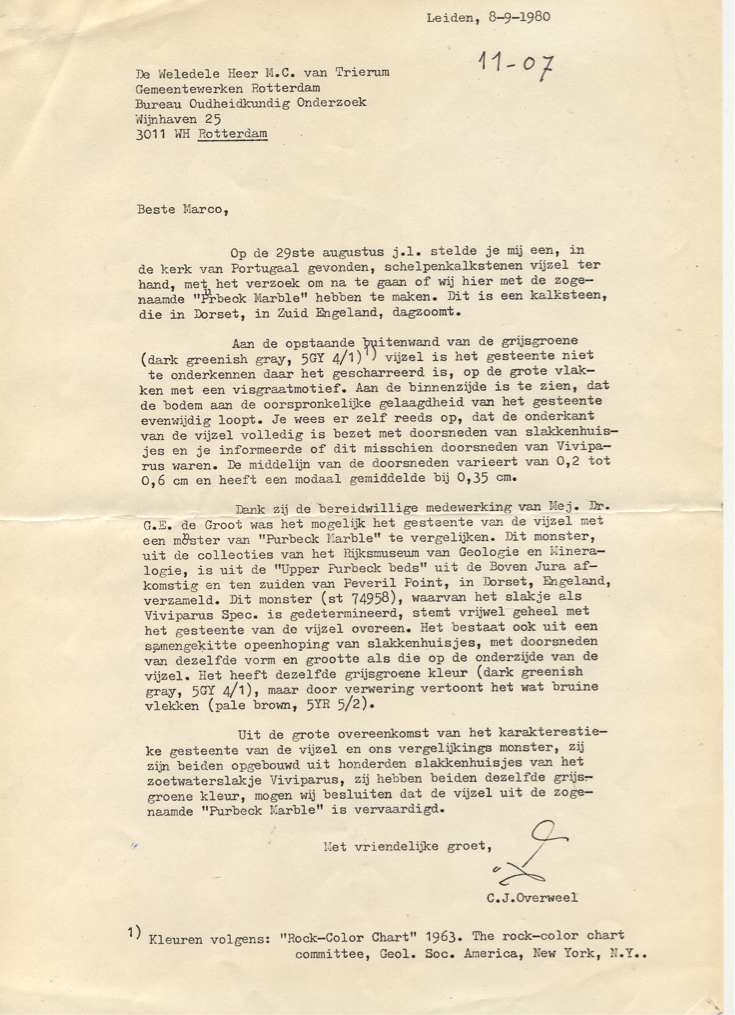 Leiden, 8-9-1980
11-07
De Weledele Heer M.C. van Trierum
Gemeentewerken Rotterdam
Bureau Oudheidkundig Onderzoek
Wijnhaven 25
3011 WH Rotterdam
Beste Marco,
Op de 29ste augustus j.l. stelde je mij een, in
de kerk van Portugaal gevonden, schelpenkalkstenen vijzel ter
hand, met het verzoek om na te gaan of wij hier met de zoge-
naamde "Purbeck Marble" hebben te maken. Dit is een kalksteen,
die in Dorset, in Zuid Engeland, dagzoomt.
Aan de opstaande buitenwand van de grijsgroene
(dark greenish gray, 5GY 4/1)1) vijzel is het gesteente niet
te onderkennen daar het gescharreerd is, op de grote vlak-
ken met een visgraatmotief. Aan de binnenzijde is te zien, dat
de bodem aan de oorspronkelijke gelaagdheid van het gesteente
evenwijdig loopt. Je wees er zelf reeds op, dat de onderkant
van de vijzel volledig is bezet met doorsneden van slakkenhuis-
jes en je informeerde of dit misschien doorsneden van Vivipa-
rus waren. De middelijn van de doorsneden varieert van 0,2 tot
0,6 cm en heeft een modaal gemiddelde bij 0,35 cm.
Dank zij de bereidwillige medewerking van Mej. Dr.
G.E. de Groot was het mogelijk het gesteente van de vijzel met
een monster van "Purbeck Marble" te vergelijken. Dit monster,
uit de collecties van het Rijksmuseum van Geologie en Minera-
logie, is uit de "Upper Purbeck beds" uit de Boven Jura af-
komstig en ten zuiden van Peveril Point, in Dorset, Engeland,
verzameld. Dit monster (st 74958), waarvan het slakje als
Viviparus Spec. is gedetermineerd, stemt vrijwel geheel met
het gesteente van de vijzel overeen. Het bestaat ook uit een
samengekitte opeenhoping van slakkenhuisjes, met doorsneden
van dezelfde vorm en grootte als die op de onderzijde van de
vijzel. Het heeft dezelfde grijsgroene kleur (dark greenish
gray, 5GY 4/1), maar door verwering vertoont het wat bruine
vlekken (pale brown, 5YR 5/2).
Uit de grote overeenkomst van het karakterestie-
ke gesteente van de vijzel en ons vergelijkings monster, zij
zijn beiden opgebouwd uit honderden slakkenhuisjes van het
zoetwaterslakje Viviparus, zij hebben beiden dezelfde grijs-
groene kleur, mogen wij besluiten dat de vijzel uit de zoge-
naamde "Purbeck Marble" is vervaardigd.
Met vriendelijke groet,
C.J.Overweel
1) Kleuren volgens: "Rock-Color Chart" 1963. The rock-color chart
committee, Geol. Soc. America, New York, N.Y..